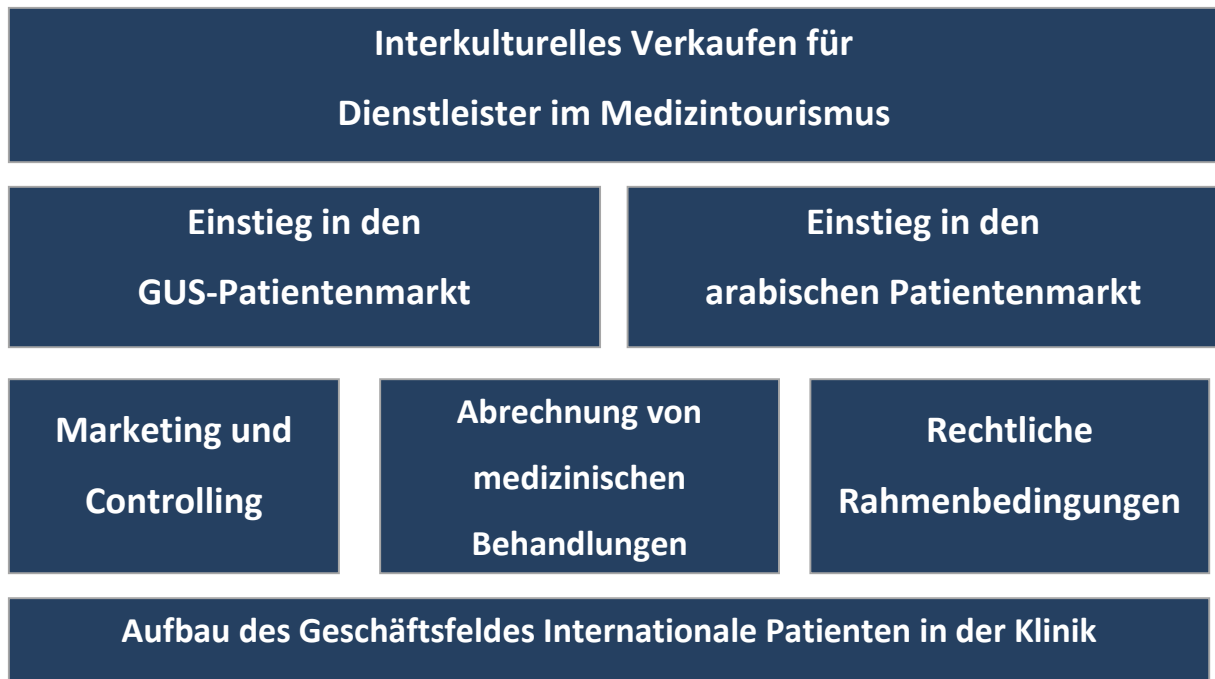 Interkulturelles Verkaufen für
Dienstleister im Medizintourismus
Einstieg in den
GUS-Patientenmarkt
Einstieg in den
arabischen Patientenmarkt
Marketing und
Controlling
Abrechnung von
medizinischen
Behandlungen
Rechtliche
Rahmenbedingungen
Aufbau des Geschäftsfeldes Internationale Patienten in der Klinik